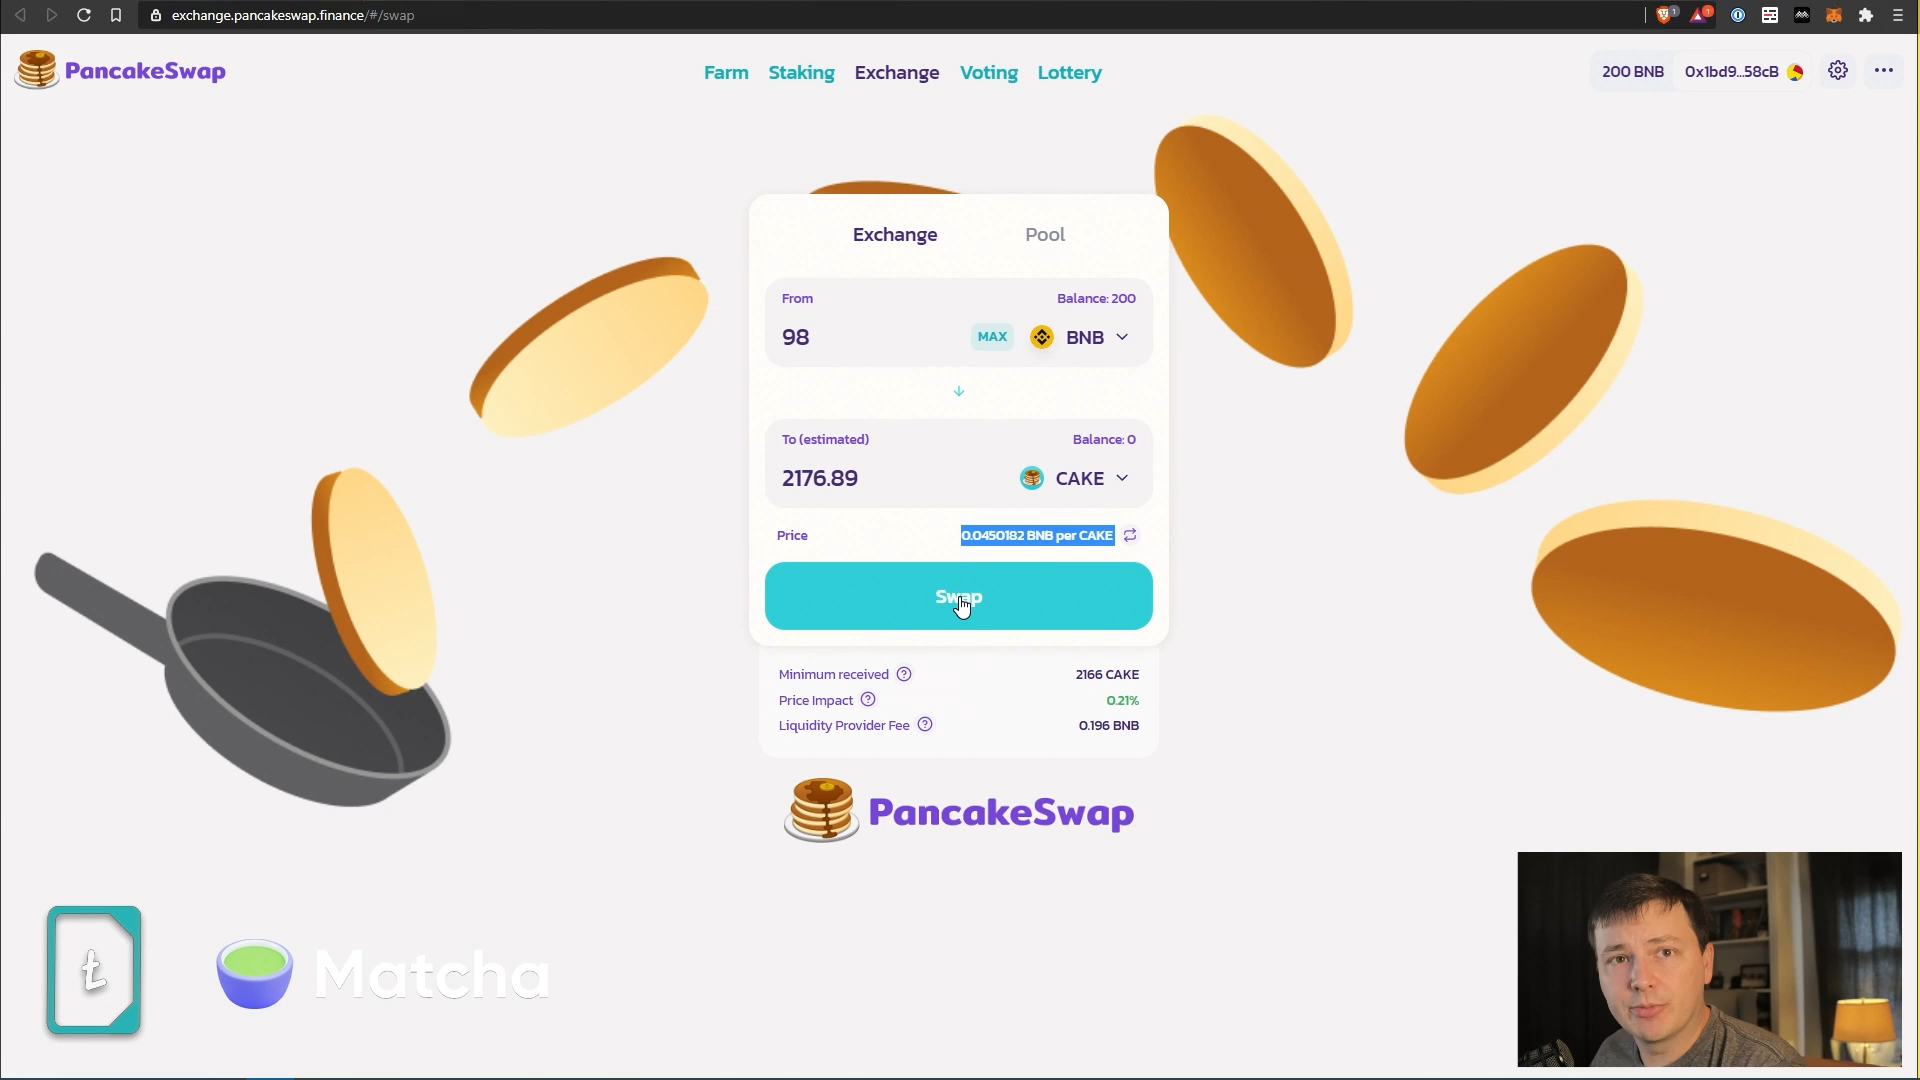 exchange.pancakeswap.finance/#/swap
1
1
PancakeSwap
Farm Staking Exchange Voting Lottery
200 BNB 0x1bd9...58cB
Exchange Pool
From Balance: 200
98 MAX BNB
To (estimated) Balance: 0
2176.89 CAKE
Price 0.0450182 BNB per CAKE
Swap
Minimum received ? 2166 CAKE
Price Impact ? 0.21%
Liquidity Provider Fee ? 0.196 BNB
PancakeSwap
Ł Matcha